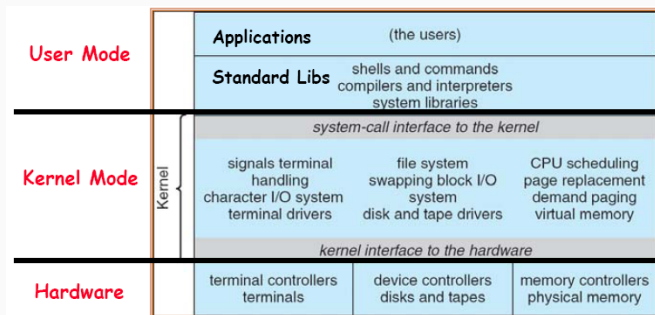 User Mode
Applications
(the users)
Standard Libs
shells and commands
compilers and interpreters
system libraries
Kernel Mode
Kernel
system-call interface to the kernel
signals terminal
handling
character I/O system
terminal drivers
file system
swapping block I/O
system
disk and tape drivers
CPU scheduling
page replacement
demand paging
virtual memory
kernel interface to the hardware
Hardware
terminal controllers
terminals
device controllers
disks and tapes
memory controllers
physical memory